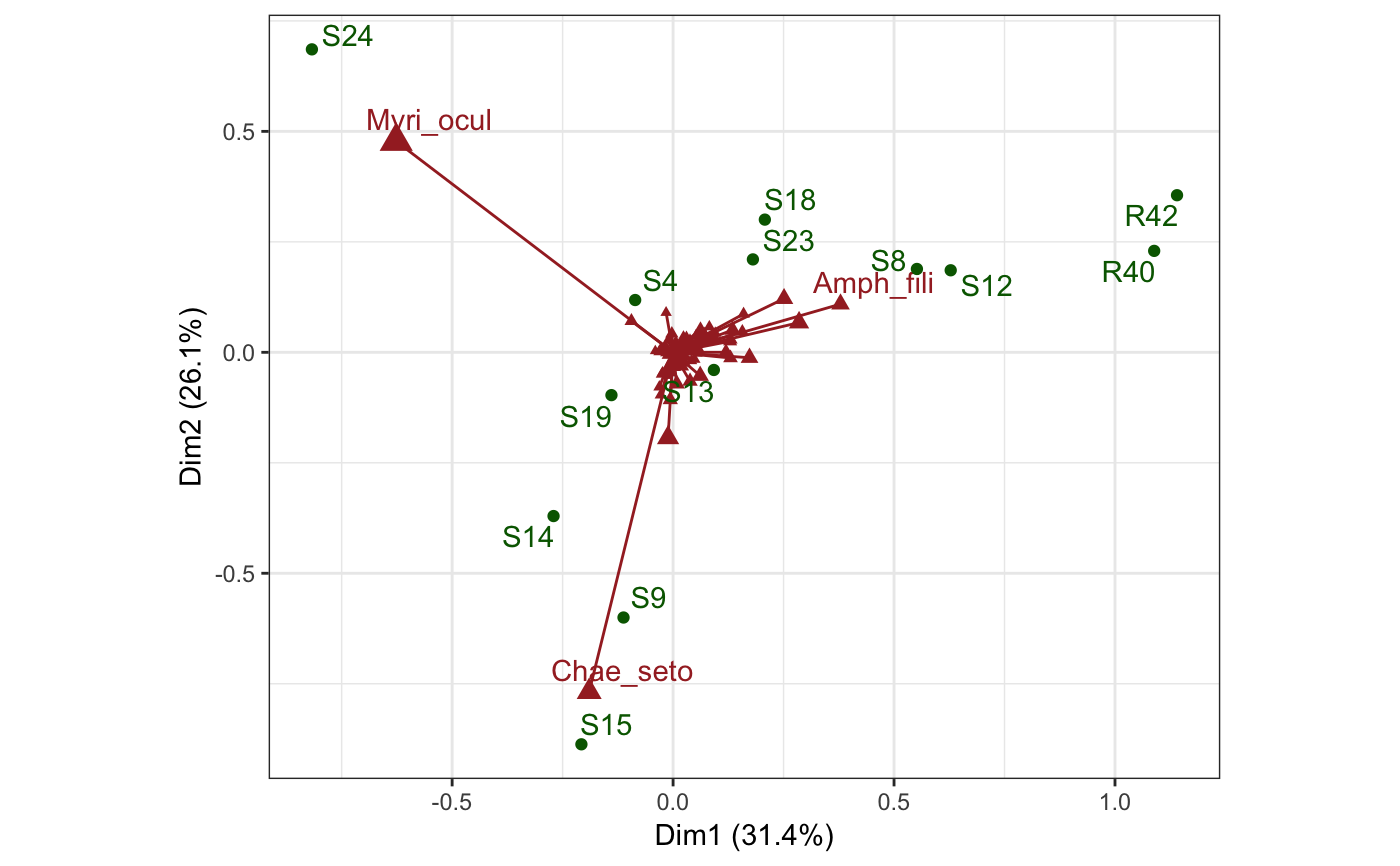 S24
Myri_ocul
0.5
S18
R42
S23
S8
R40
S4
Amph_fili
S12
0.0
S13
S19
Dim2 (26.1%)
S14
-0.5
S9
Chae_seto
S15
-0.5
0.0
0.5
1.0
Dim1 (31.4%)